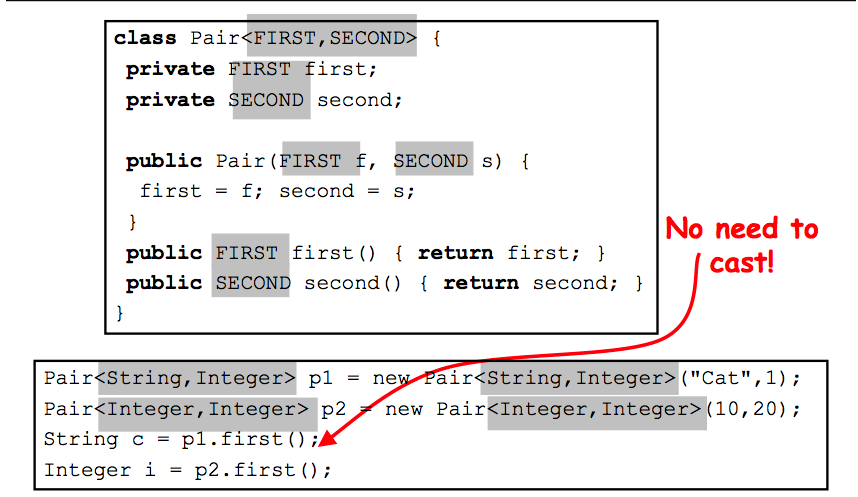 class Pair<FIRST,SECOND> {
private FIRST first;
private SECOND second;
public Pair(FIRST f, SECOND s) {
first = f; second = s;
}
public FIRST first() { return first; }
public SECOND second() { return second; }
}
No need to
cast!
Pair<String,Integer> p1 = new Pair<String,Integer>("Cat",1);
Pair<Integer,Integer> p2 = new Pair<Integer,Integer>(10,20);
String c = p1.first();
Integer i = p2.first();